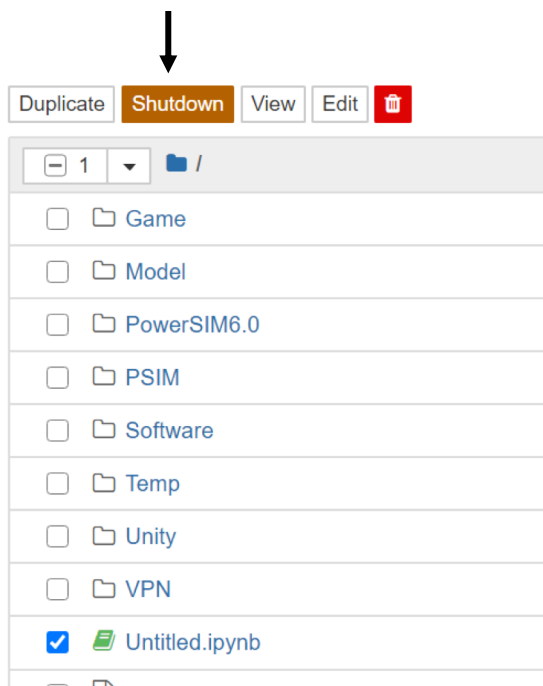 Duplicate Shutdown View Edit
1 /
Game
Model
PowerSIM6.0
PSIM
Software
Temp
Unity
VPN
Untitled.ipynb